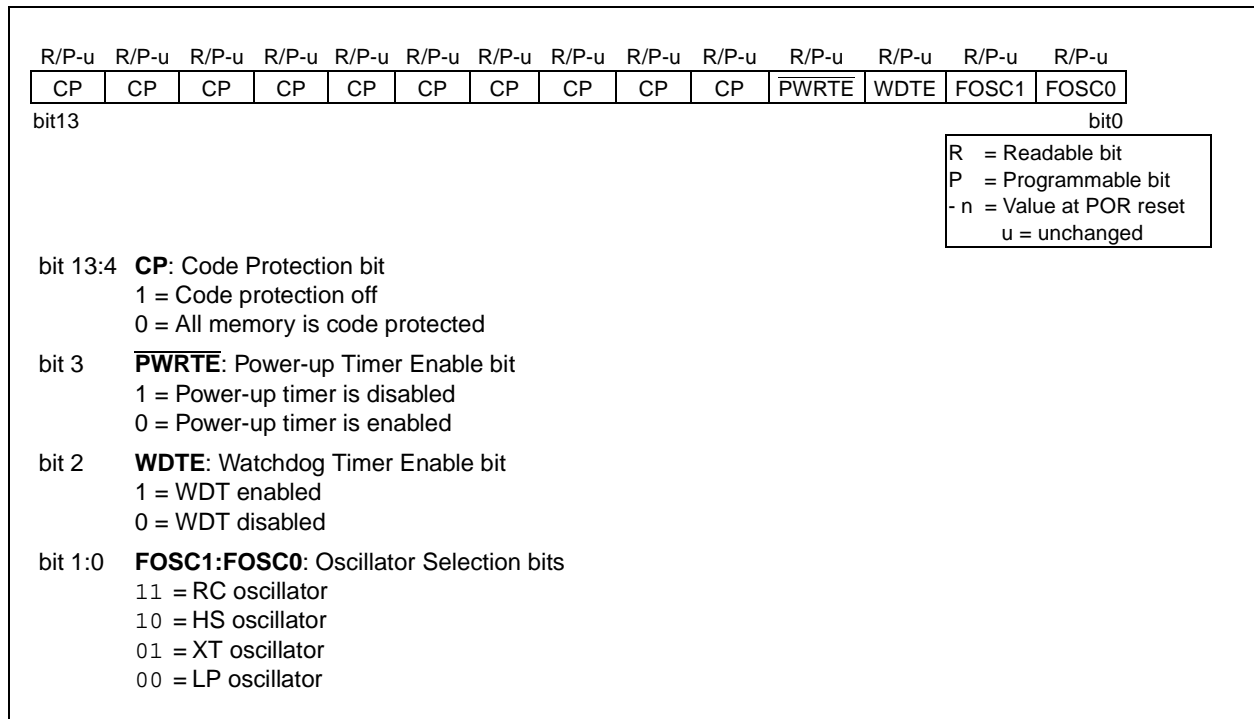 R/P-u R/P-u R/P-u R/P-u R/P-u R/P-u R/P-u R/P-u R/P-u R/P-u R/P-u R/P-u R/P-u R/P-u
CP CP CP CP CP CP CP CP CP CP PWRTE WDTE FOSC1 FOSC0
bit13 bit0
R = Readable bit
P = Programmable bit
- n = Value at POR reset
u = unchanged
bit 13:4 CP: Code Protection bit
1 = Code protection off
0 = All memory is code protected
bit 3 PWRTE: Power-up Timer Enable bit
1 = Power-up timer is disabled
0 = Power-up timer is enabled
bit 2 WDTE: Watchdog Timer Enable bit
1 = WDT enabled
0 = WDT disabled
bit 1:0 FOSC1:FOSC0: Oscillator Selection bits
11 = RC oscillator
10 = HS oscillator
01 = XT oscillator
00 = LP oscillator